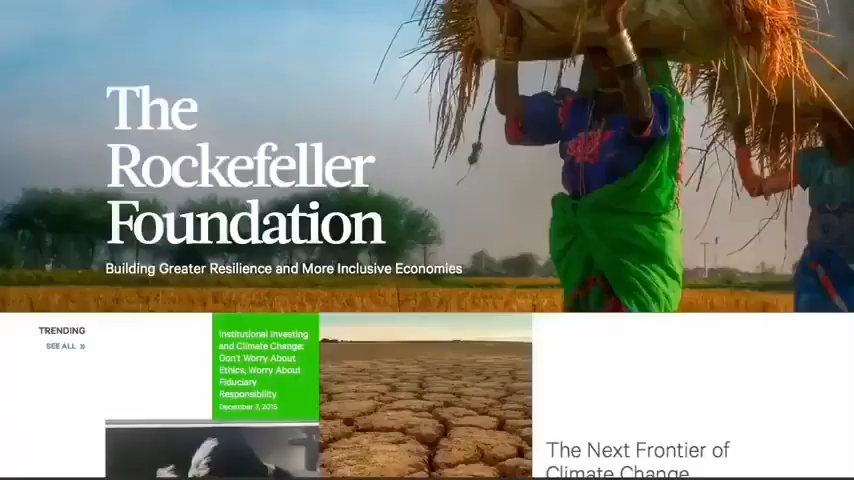 The
Rockefeller
Foundation
Building Greater Resilience and More Inclusive Economies
TRENDING
SEE ALL »
Institutional Investing
and Climate Change:
Don't Worry About
Ethics, Worry About
Fiduciary
Responsibility
December 7, 2015
The Next Frontier of
Climate Change